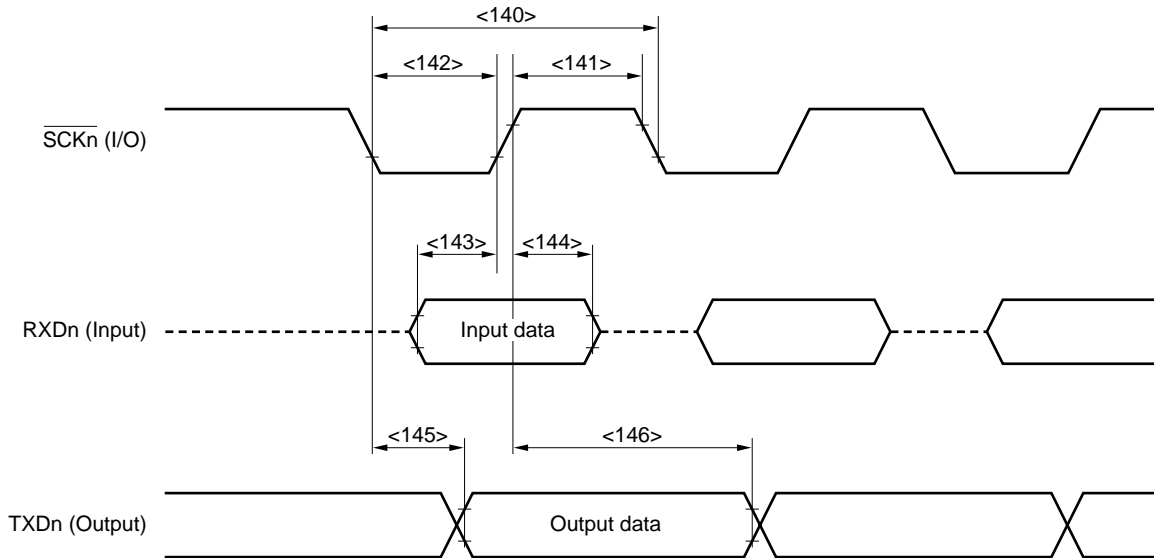 <140>
<142>
<141>
SCKn (I/O)
<143>
<144>
RXDn (Input)
Input data
<145>
<146>
TXDn (Output)
Output data